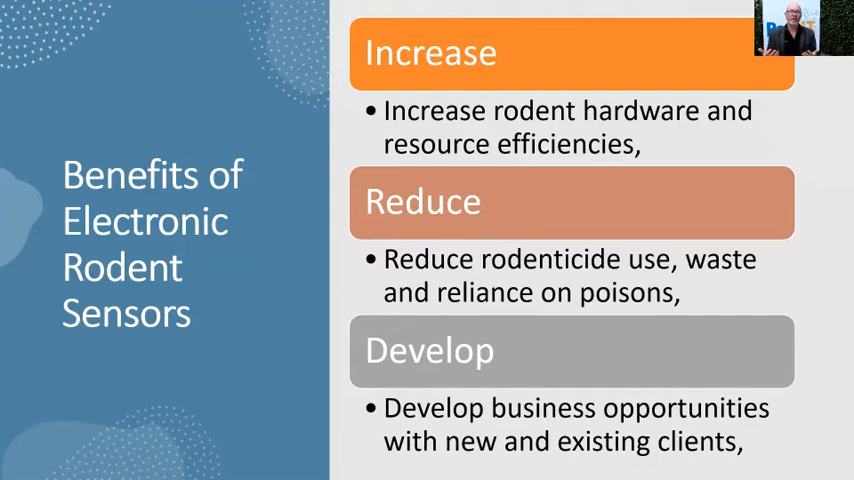 Benefits of
Electronic
Rodent
Sensors
Increase
• Increase rodent hardware and
resource efficiencies,
Reduce
• Reduce rodenticide use, waste
and reliance on poisons,
Develop
• Develop business opportunities
with new and existing clients,